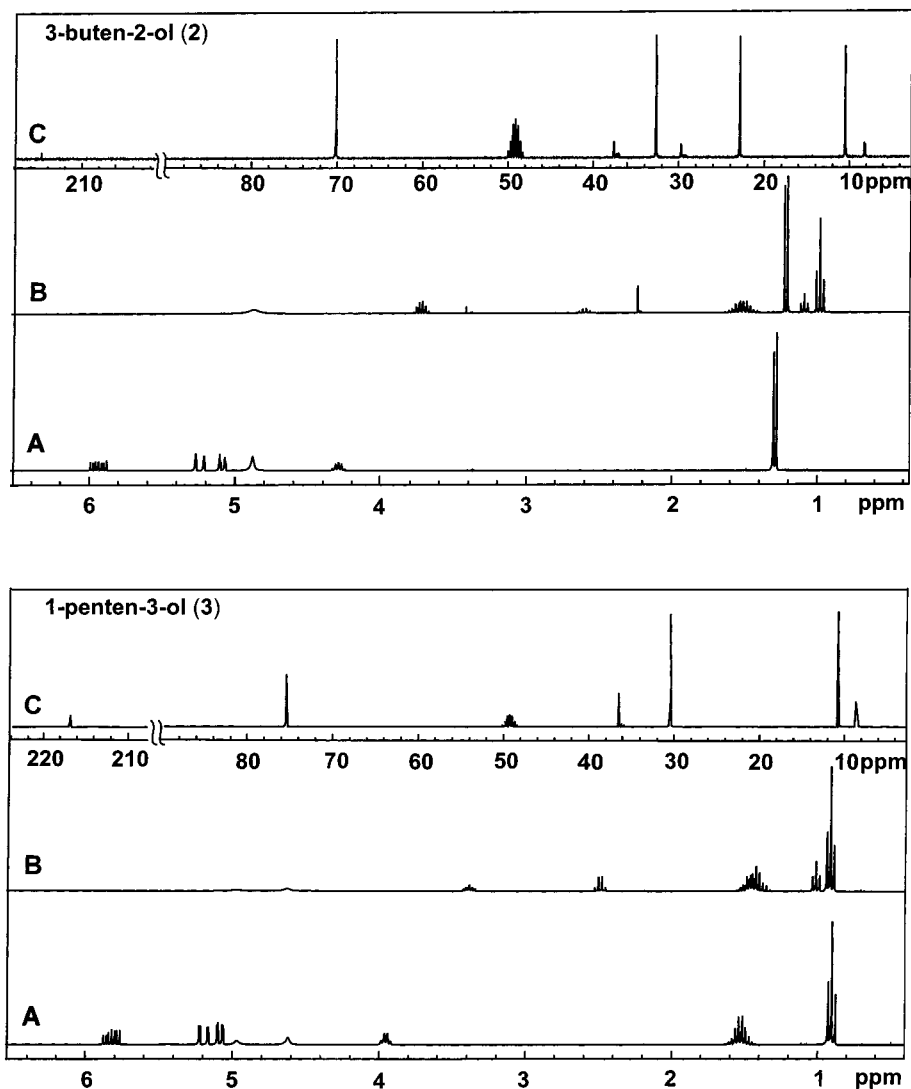 3-buten-2-ol (2)
C
210 80 70 60 50 40 30 20 10ppm
B
A
6 5 4 3 2 1 ppm
1-penten-3-ol (3)
C
220 210 80 70 60 50 40 30 20 10ppm
B
A
6 5 4 3 2 1 ppm